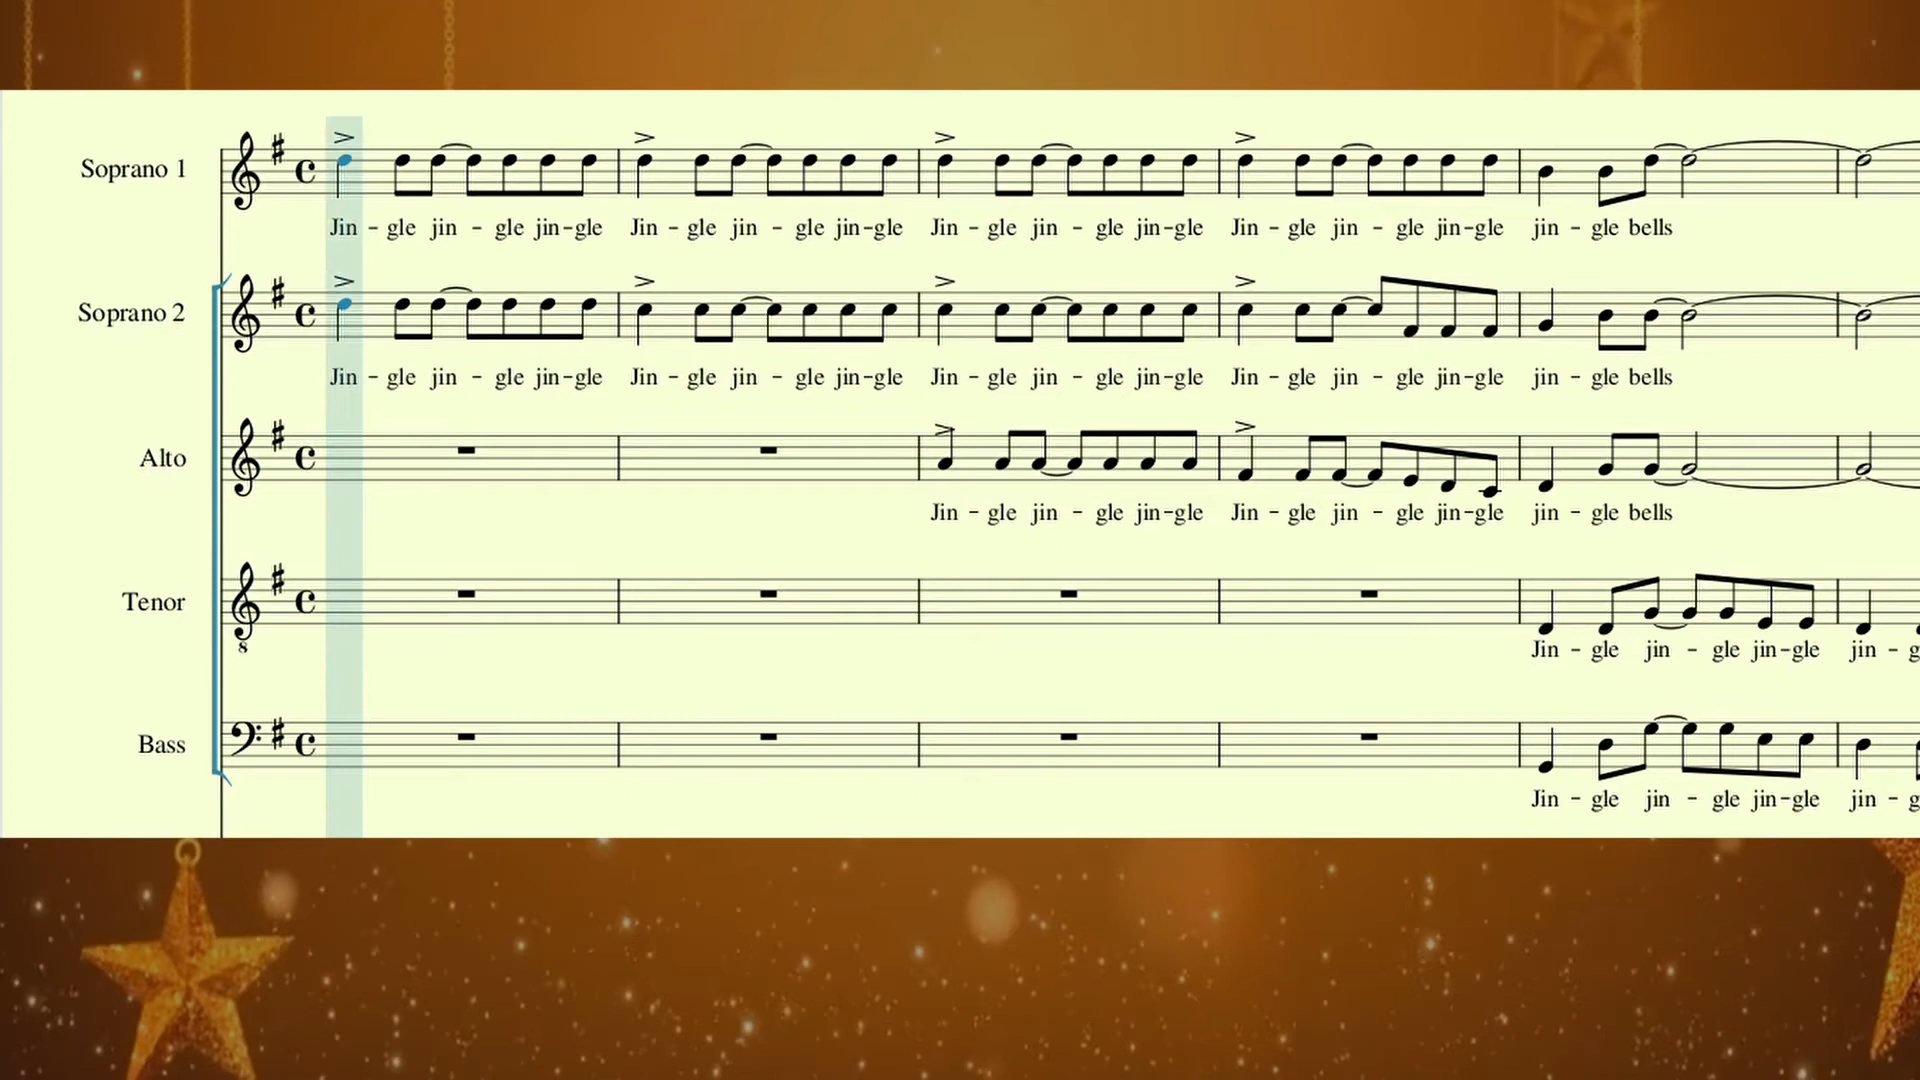 Soprano 1
Jin - gle jin - gle jin-gle Jin - gle jin - gle jin-gle Jin - gle jin - gle jin-gle Jin - gle jin - gle jin-gle jin - gle bells
Soprano 2
Jin - gle jin - gle jin-gle Jin - gle jin - gle jin-gle Jin - gle jin - gle jin-gle Jin - gle jin - gle jin-gle jin - gle bells
Alto
Jin - gle jin - gle jin-gle Jin - gle jin - gle jin-gle jin - gle bells
Tenor
8
Jin - gle jin - gle jin-gle jin - g
Bass
Jin - gle jin - gle jin-gle jin - g